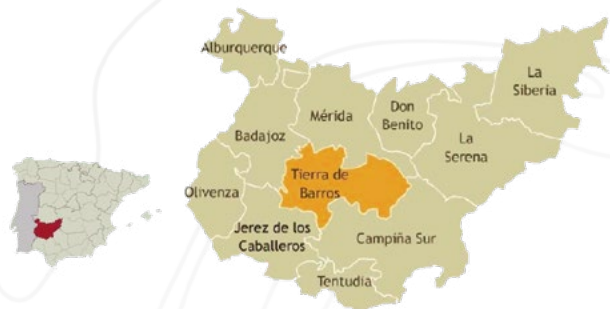 Alburquerque
La
Siberia
Mérida
Don
Benito
Badajoz
La
Serena
Tierra de
Barros
Olivenza
Jerez de los
Caballeros
Campiña Sur
Tentudia